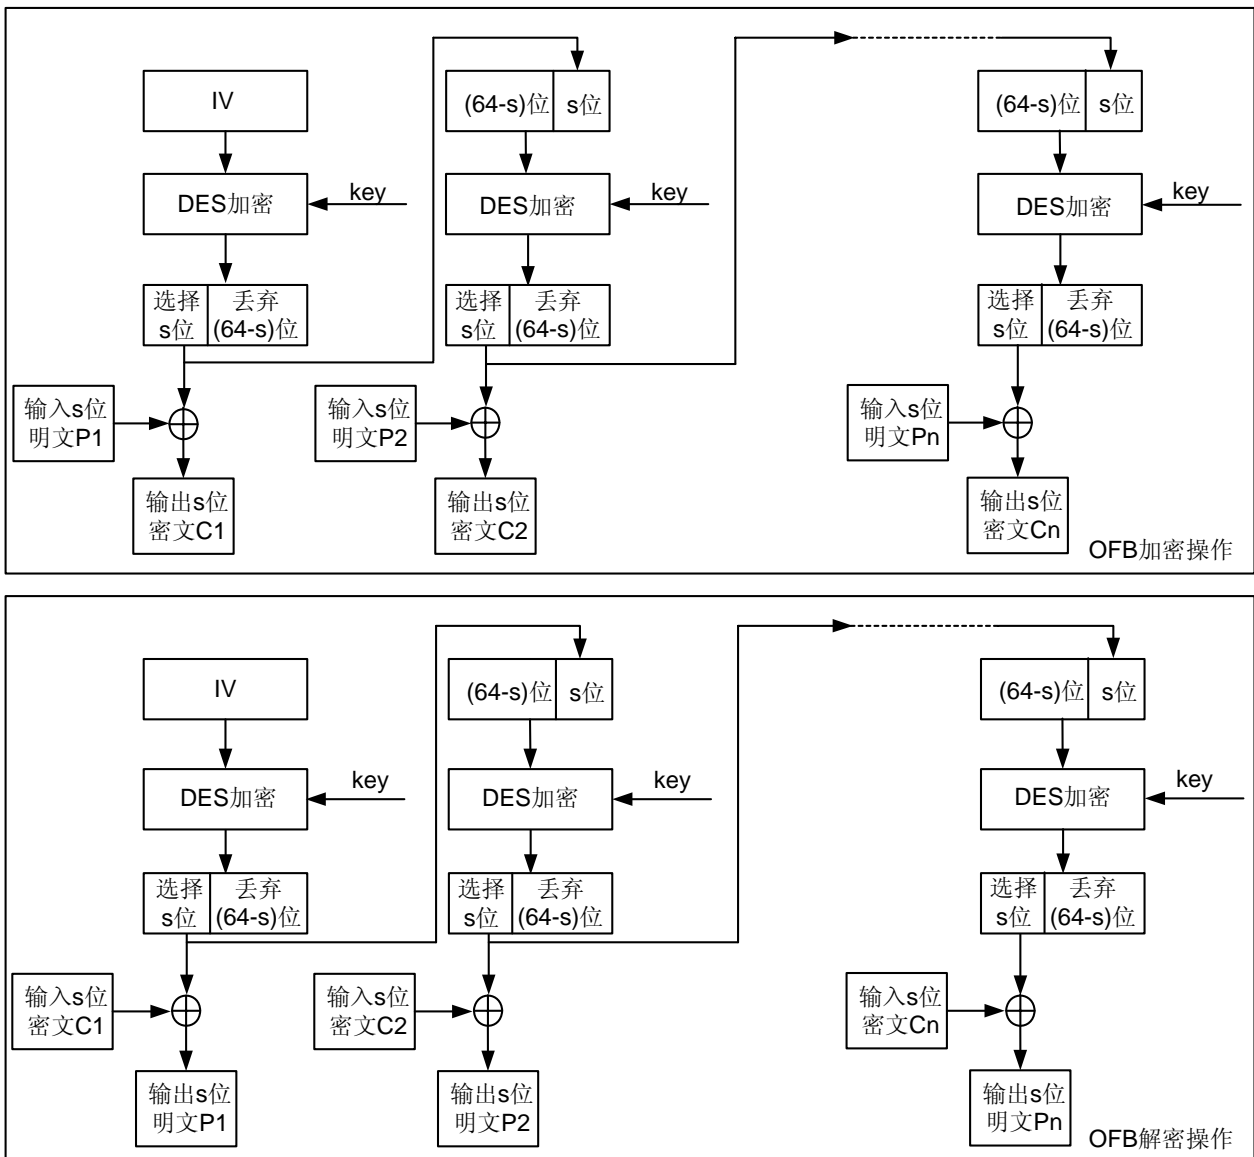 IV
(64-s)位 s位
(64-s)位 s位
DES加密
key
DES加密
key
DES加密
key
选择
s位
丢弃
(64-s)位
选择
s位
丢弃
(64-s)位
选择
s位
丢弃
(64-s)位
输入s位
明文P1
输入s位
明文P2
输入s位
明文Pn
输出s位
密文C1
输出s位
密文C2
输出s位
密文Cn
OFB加密操作
IV
(64-s)位 s位
(64-s)位 s位
DES加密
key
DES加密
key
DES加密
key
选择
s位
丢弃
(64-s)位
选择
s位
丢弃
(64-s)位
选择
s位
丢弃
(64-s)位
输入s位
密文C1
输入s位
密文C2
输入s位
密文Cn
输出s位
明文P1
输出s位
明文P2
输出s位
明文Pn
OFB解密操作